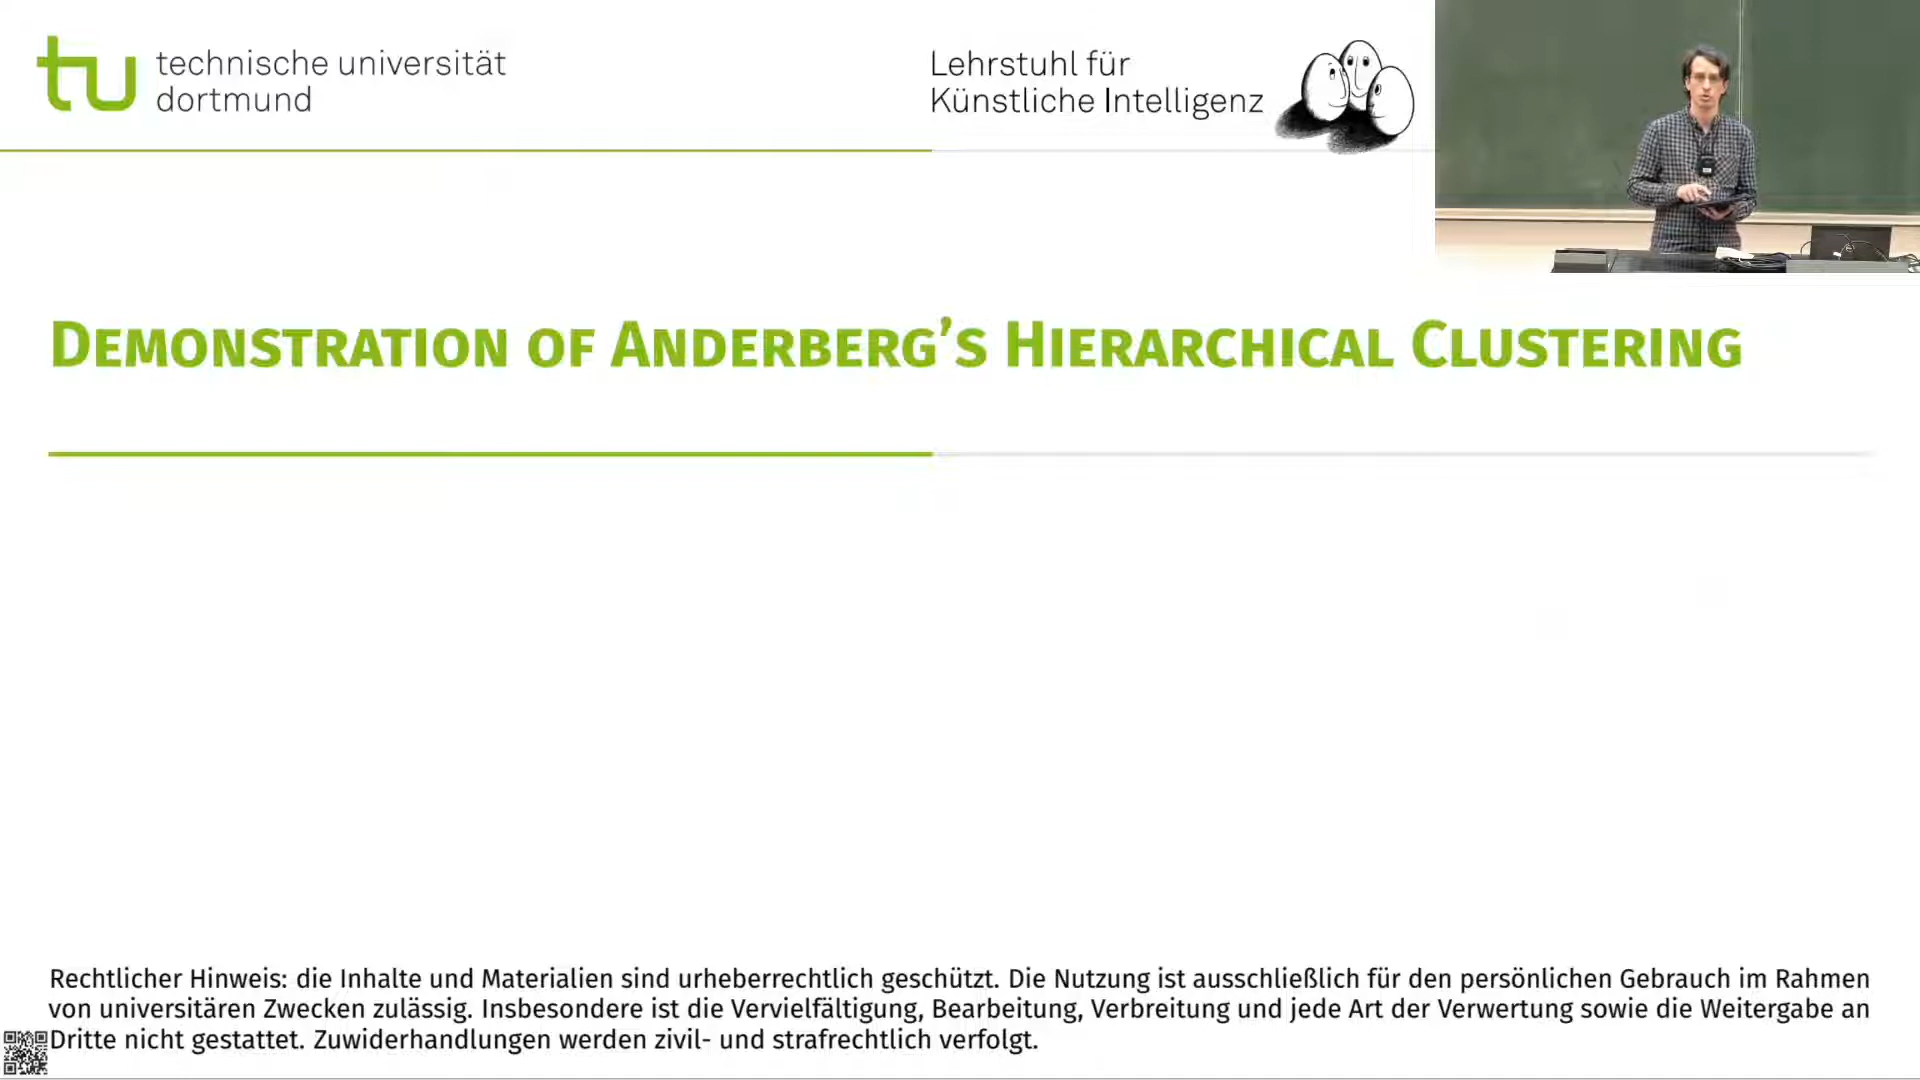 technische universität
dortmund
Lehrstuhl für
Künstliche Intelligenz
Demonstration of Anderberg’s Hierarchical Clustering
Rechtlicher Hinweis: die Inhalte und Materialien sind urheberrechtlich geschützt. Die Nutzung ist ausschließlich für den persönlichen Gebrauch im Rahmen
von universitären Zwecken zulässig. Insbesondere ist die Vervielfältigung, Bearbeitung, Verbreitung und jede Art der Verwertung sowie die Weitergabe an
Dritte nicht gestattet. Zuwiderhandlungen werden zivil- und strafrechtlich verfolgt.